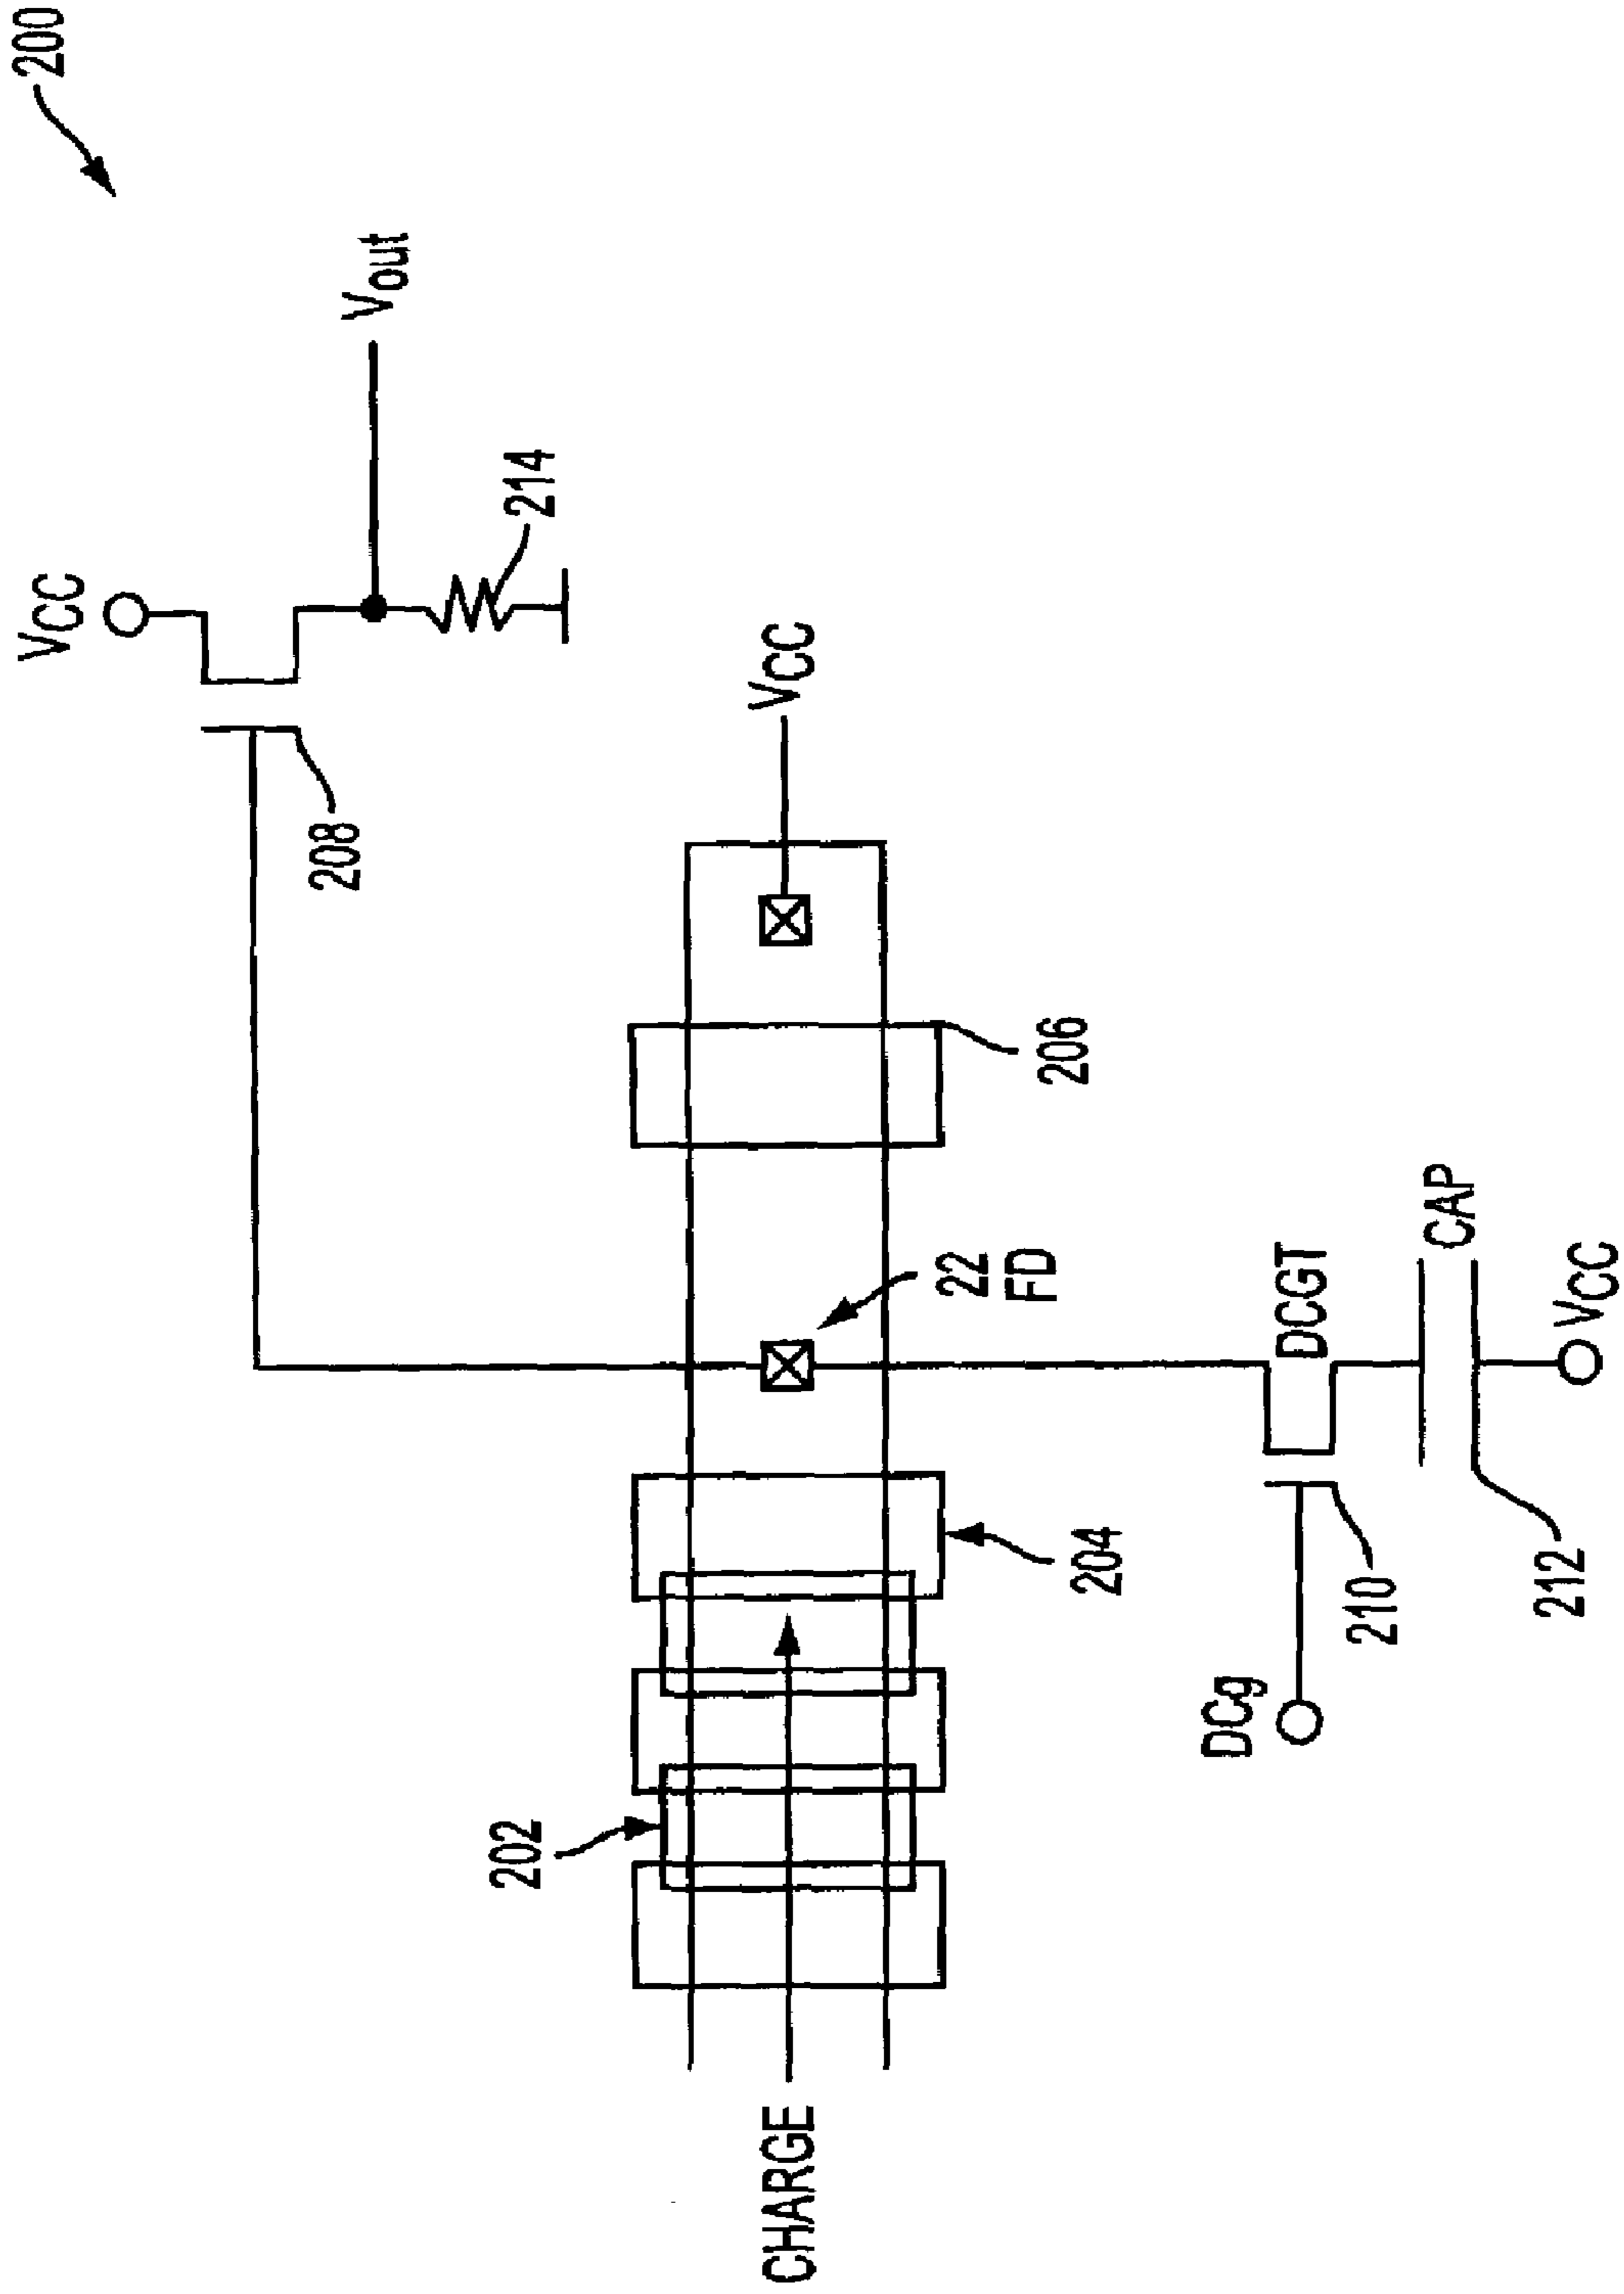 200
VCC
Vout
214
208
VCC
206
22
FD
204
202
CHARGE
DCGT
CAP
VCC
DCg
210
212